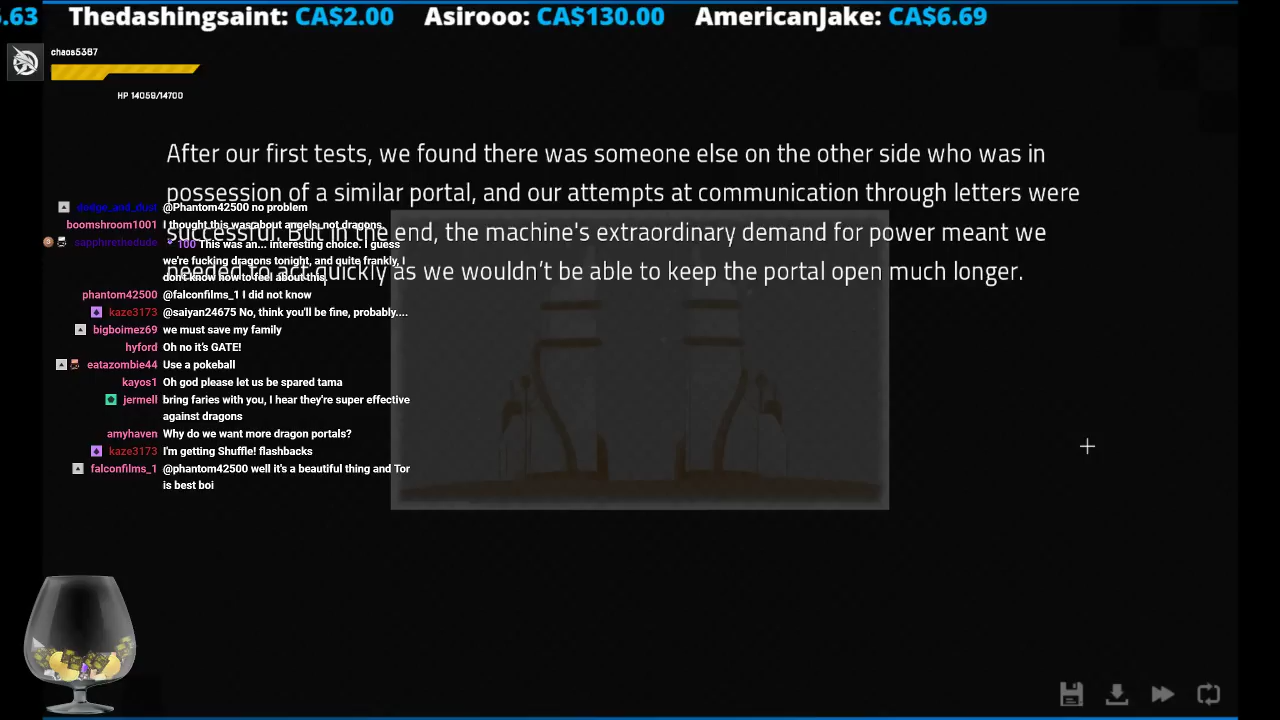 .63 Thedashingsaint: CA$2.00 Asirooo: CA$130.00 AmericanJake: CA$6.69
chaos5367
HP 14059/14700
After our first tests, we found there was someone else on the other side who was in
possession of a similar portal, and our attempts at communication through letters were
successful. But in the end, the machine's extraordinary demand for power meant we
needed to act quickly as we wouldn't be able to keep the portal open much longer.
dodge_and_dust @Phantom42500 no problem
boomshroom1001 I thought this was about angels not dragons
sapphirethedude 100 This was an... interesting choice. I guess
we're fucking dragons tonight, and quite frankly, I
don't know how to feel about this.
phantom42500 @falconfilms_1 I did not know
kaze3173 @saiyan24675 No, think you'll be fine, probably....
bigboimez69 we must save my family
hyford Oh no it's GATE!
eatazombie44 Use a pokeball
kayos1 Oh god please let us be spared tama
jermell bring faries with you, I hear they're super effective
against dragons
amyhaven Why do we want more dragon portals?
kaze3173 I'm getting Shuffle! flashbacks
falconfilms_1 @phantom42500 well it's a beautiful thing and Tor
is best boi